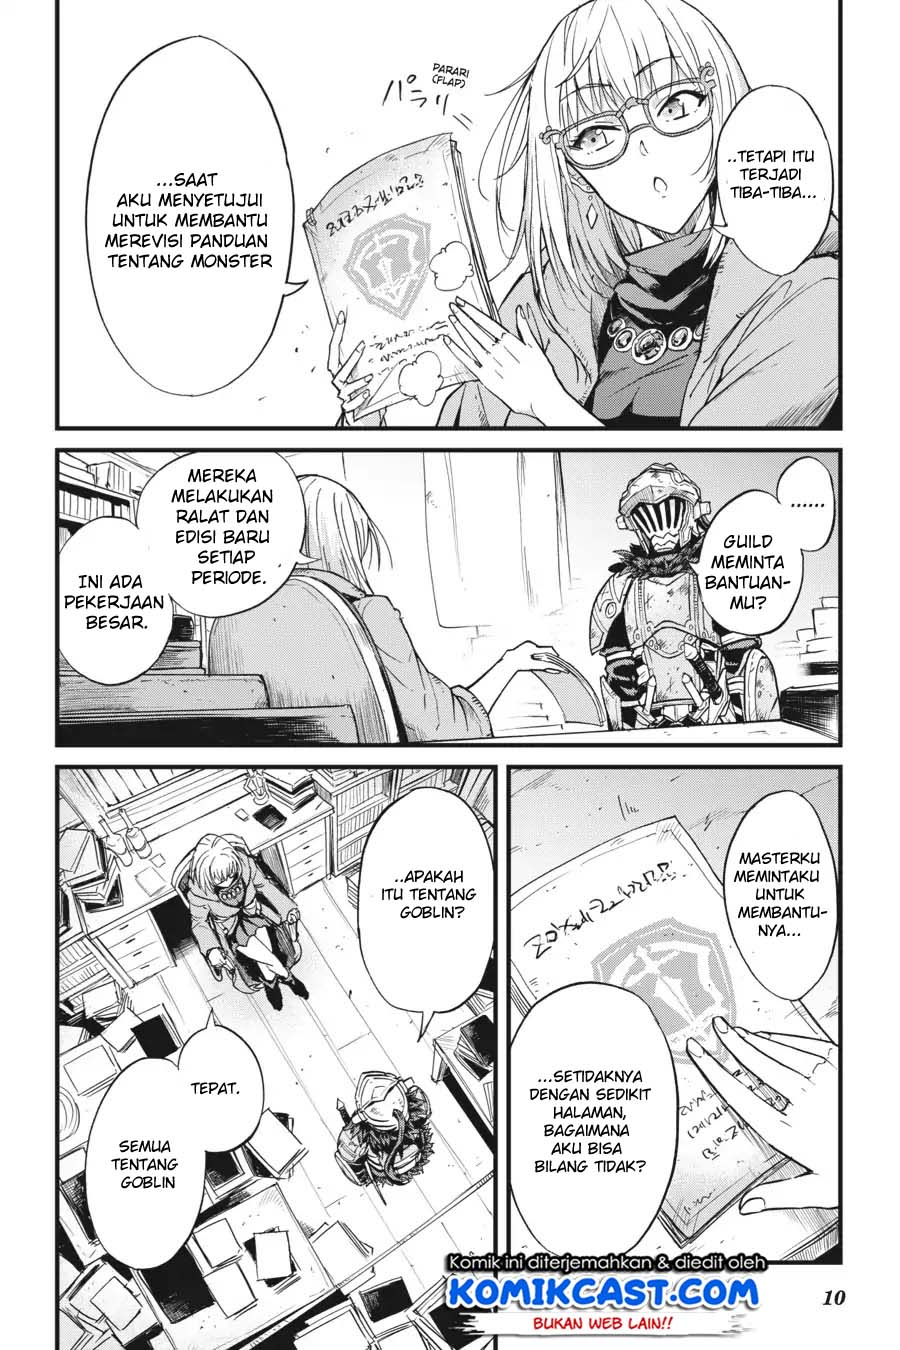 ..TETAPI ITU
TERJADI
TIBA-TIBA...
PARARI
(FLAP)
パラリ
...SAAT
AKU MENYETUJUI
UNTUK MEMBANTU
MEREVISI PANDUAN
TENTANG MONSTER
......
GUILD
MEMINTA
BANTUAN-
MU?
MEREKA
MELAKUKAN
RALAT DAN
EDISI BARU
SETIAP
PERIODE.
INI ADA
PEKERJAAN
BESAR.
MASTERKU
MEMINTAKU
UNTUK
MEMBANTU-
NYA...
...SETIDAKNYA
DENGAN SEDIKIT
HALAMAN,
BAGAIMANA
AKU BISA
BILANG TIDAK?
..APAKAH
ITU TENTANG
GOBLIN?
TEPAT.
SEMUA
TENTANG
GOBLIN
Komik ini diterjemahkan & diedit oleh
KOMIKCAST.COM
BUKAN WEB LAIN!!
10